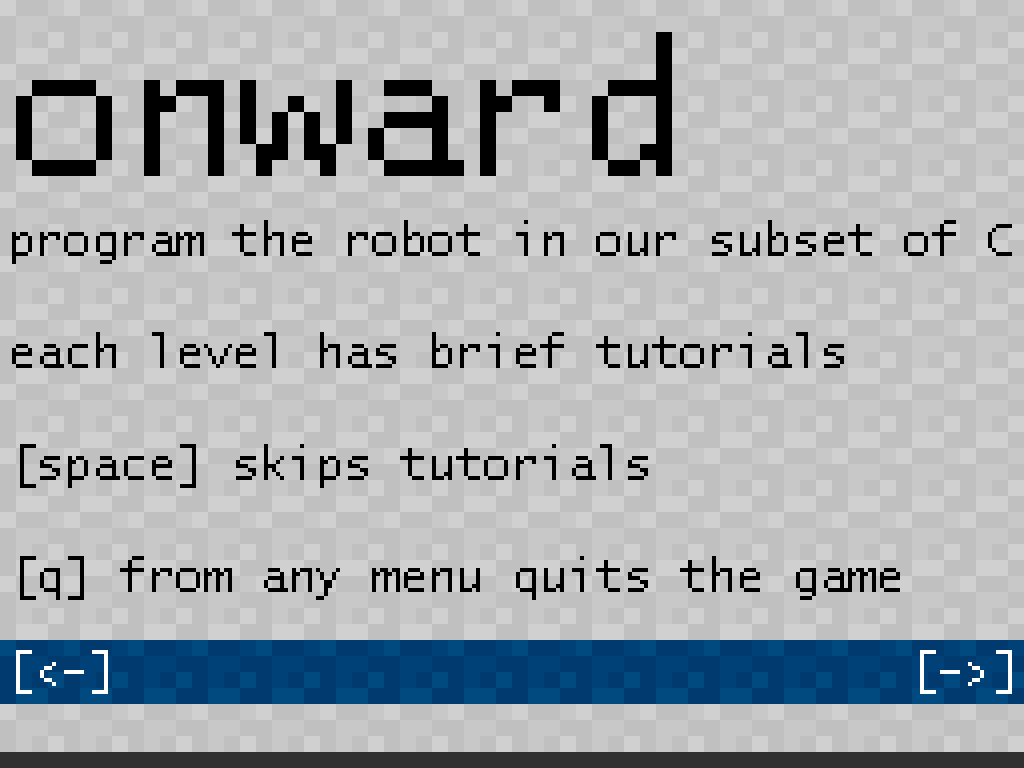 onward
program the robot in our subset of C
each level has brief tutorials
[space] skips tutorials
[q] from any menu quits the game
[<-] [->]